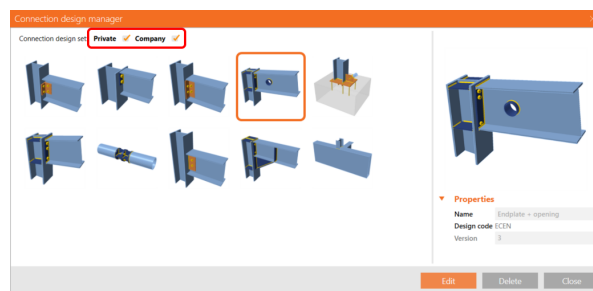 Connection design manager
Connection design set: Private Company
Properties
Name Endplate + opening
Design code ECEN
Version
Edit Delete Close